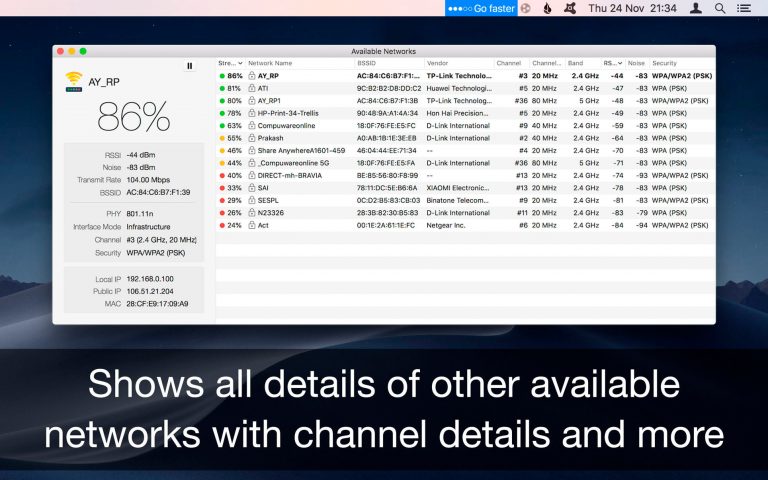 Go faster Thu 24 Nov 21:34
Available Networks
AY_RP
86%
RSSI -44 dBm
Noise -83 dBm
Transmit Rate 104.00 Mbps
BSSID AC:84:C6:B7:F1:39
PHY 801.11n
Interface Mode Infrastructure
Channel #3 (2.4 GHz, 20 MHz)
Security WPA/WPA2 (PSK)
Local IP 192.168.0.100
Public IP 106.51.21.204
MAC 28:CF:E9:17:09:A9
Stre... Network Name BSSID Vendor Channel Channel... Band RS... Noise Security
86% AY_RP AC:84:C6:B7:F1:... TP-Link Technolo... #3 20 MHz 2.4 GHz -44 -83 WPA/WPA2 (PSK)
81% ATI 9C:B2:B2:D8:DD:C2 Huawei Technologi... #5 20 MHz 2.4 GHz -47 -83 WPA (PSK)
80% AY_RP1 AC:84:C6:B7:F1:3B TP-Link Technolog... #36 80 MHz 5 GHz -48 -83 WPA/WPA2 (PSK)
78% HP-Print-34-Trellis 90:48:9A:A1:4A:34 Hon Hai Precision... #5 20 MHz 2.4 GHz -49 -83 WPA (PSK)
63% Compuwareonline 18:0F:76:FE:E5:FC D-Link International #9 20 MHz 2.4 GHz -59 -83 WPA (PSK)
55% Prakash A0:AB:1B:1E:3E:EB D-Link International #2 40 MHz 2.4 GHz -64 -83 WPA (PSK)
46% Share AnywhereA1601-459 46:04:44:E7:71:3F -- #4 20 MHz 2.4 GHz -70 -83 WPA (PSK)
44% _Compuwareonline 5G 18:0F:76:FE:E5:FA D-Link International #36 80 MHz 5 GHz -71 -83 WPA (PSK)
40% DIRECT-mh-BRAVIA BE:85:56:80:F8:99 -- #13 20 MHz 2.4 GHz -74 -93 WPA (PSK)
33% SAI 78:11:DC:5E:B6:6A XIAOMI Electronic... #13 20 MHz 2.4 GHz -78 -83 WPA (PSK)
29% SESPL 0C:D2:B5:83:CB:03 Binatone Telecom... #9 20 MHz 2.4 GHz -81 -83 WPA/WPA2 (PSK)
26% N23326 28:3B:82:30:B5:83 D-Link International #11 20 MHz 2.4 GHz -83 -79 WPA (PSK)
24% Act 00:1E:2A:61:1E:FC Netgear Inc. #6 20 MHz 2.4 GHz -84 -94 WPA/WPA2 (PSK)
Shows all details of other available
networks with channel details and more